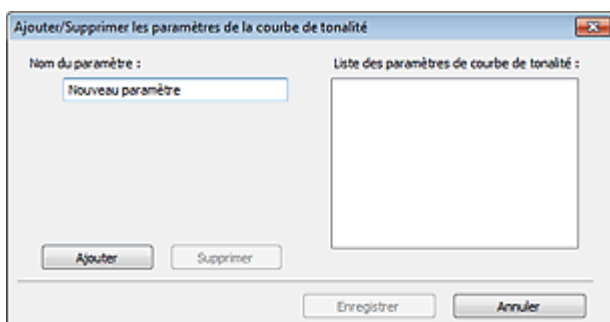 Ajouter/Supprimer les paramètres de la courbe de tonalité
Nom du paramètre :
Liste des paramètres de courbe de tonalité :
Nouveau paramètre
Ajouter
Supprimer
Enregistrer
Annuler